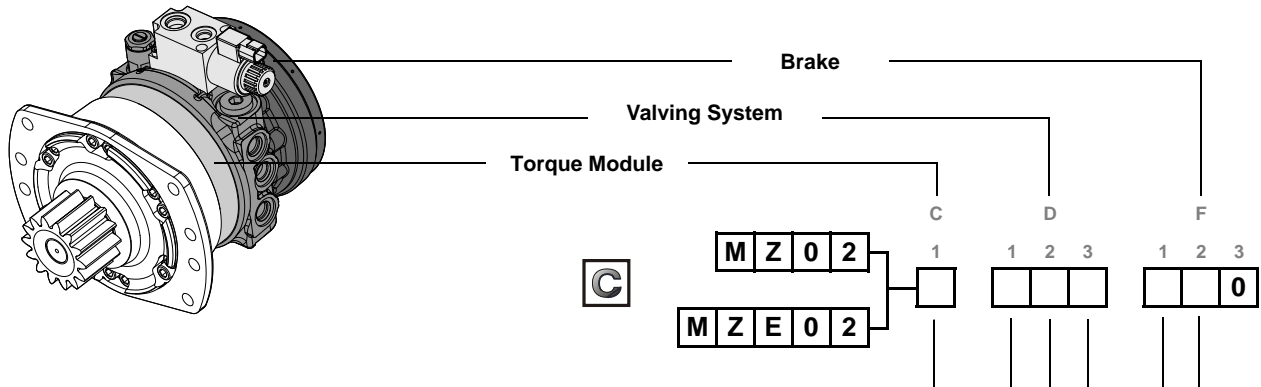 Brake
Valving System
Torque Module
C D F
M Z 0 2 1 1 2 3 1 2 3
C 0
M Z E 0 2